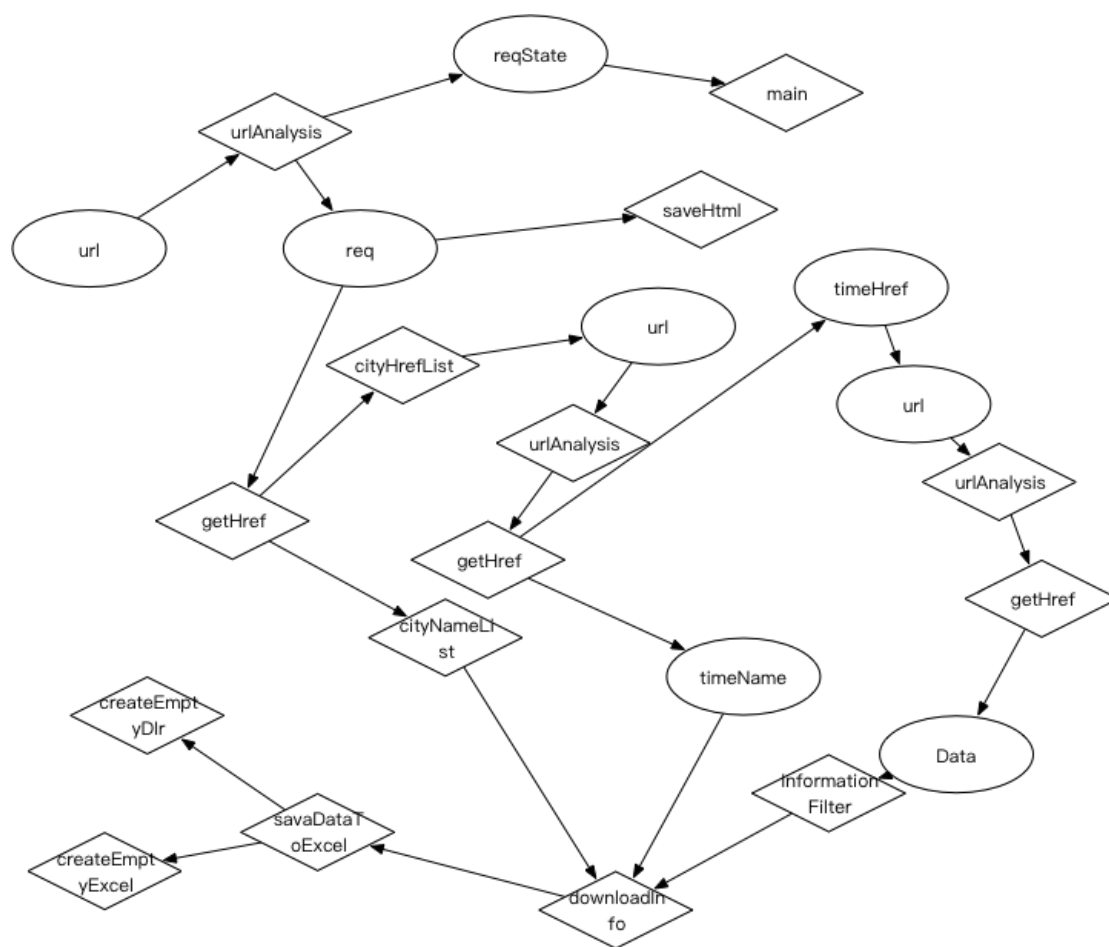 reqState
main
urlAnalysis
saveHtml
url
req
timeHref
url
cityHrefList
url
urlAnalysis
urlAnalysis
getHref
getHref
getHref
cityNameLi
st
timeName
createEmpt
yDir
Data
Information
Filter
savaDataT
oExcel
createEmpt
yExcel
downloadIn
fo